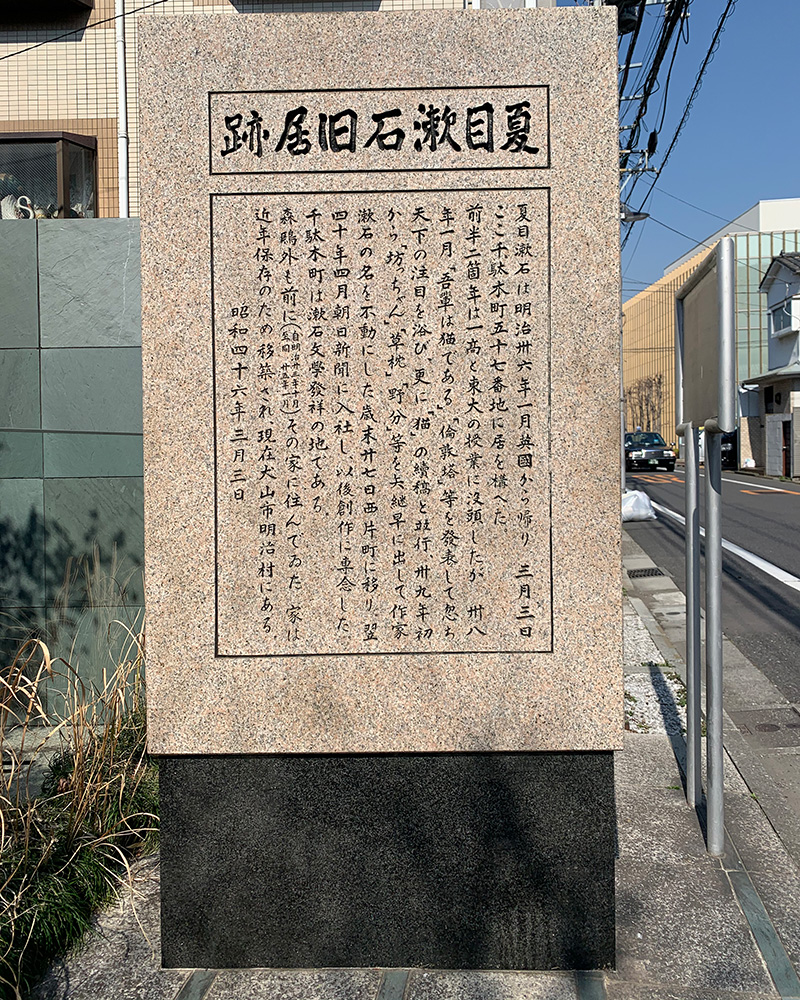 夏目漱石旧居跡
夏目漱石は明治卅六年一月英國から帰り 三月三日
ここ千駄木町五十七番地に居を構へた
前半二箇年は一高と東大の授業に没頭したが 卅八
年一月「吾輩は猫である」「倫敦塔」等を發表して忽ち
天下の注目を浴び、更に「猫」の續稿と竝行、卅九年初
から「坊っちゃん」「草枕」「野分」等を矢継早に出して作家
漱石の名を不動にした 歳末廿七日西片町に移り 翌
四十年四月朝日新聞に入社し、以後創作に専念した
千駄木町は漱石文學發祥の地である
森鴎外も前に(自明治廿三年十月 至同廿五年一月)その家に住んでゐた 家は
近年保存のため移築され 現在犬山市明治村にある
昭和四十六年三月三日